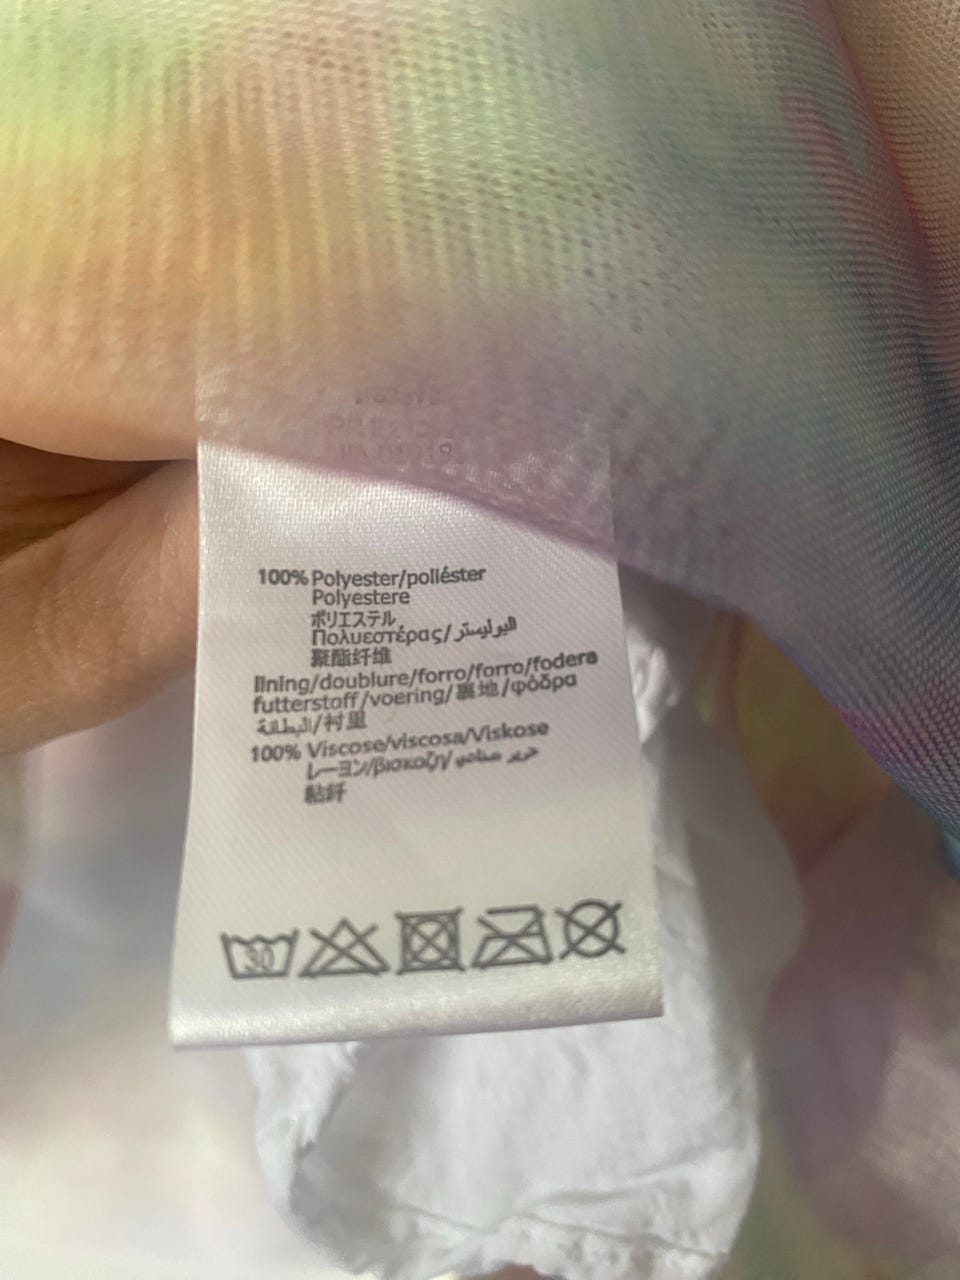 100% Polyester/poliéster
Polyestere
ポリエステル
Πολυεστέρας/البوليستر
聚酯纤维
lining/doublure/forro/forro/fodera
futterstoff/voering/裏地/φόδρα
البطانة/衬里
100% Viscose/viscosa/Viskose
レーヨン/βισκοζη/حرير صناعي
粘纤
30